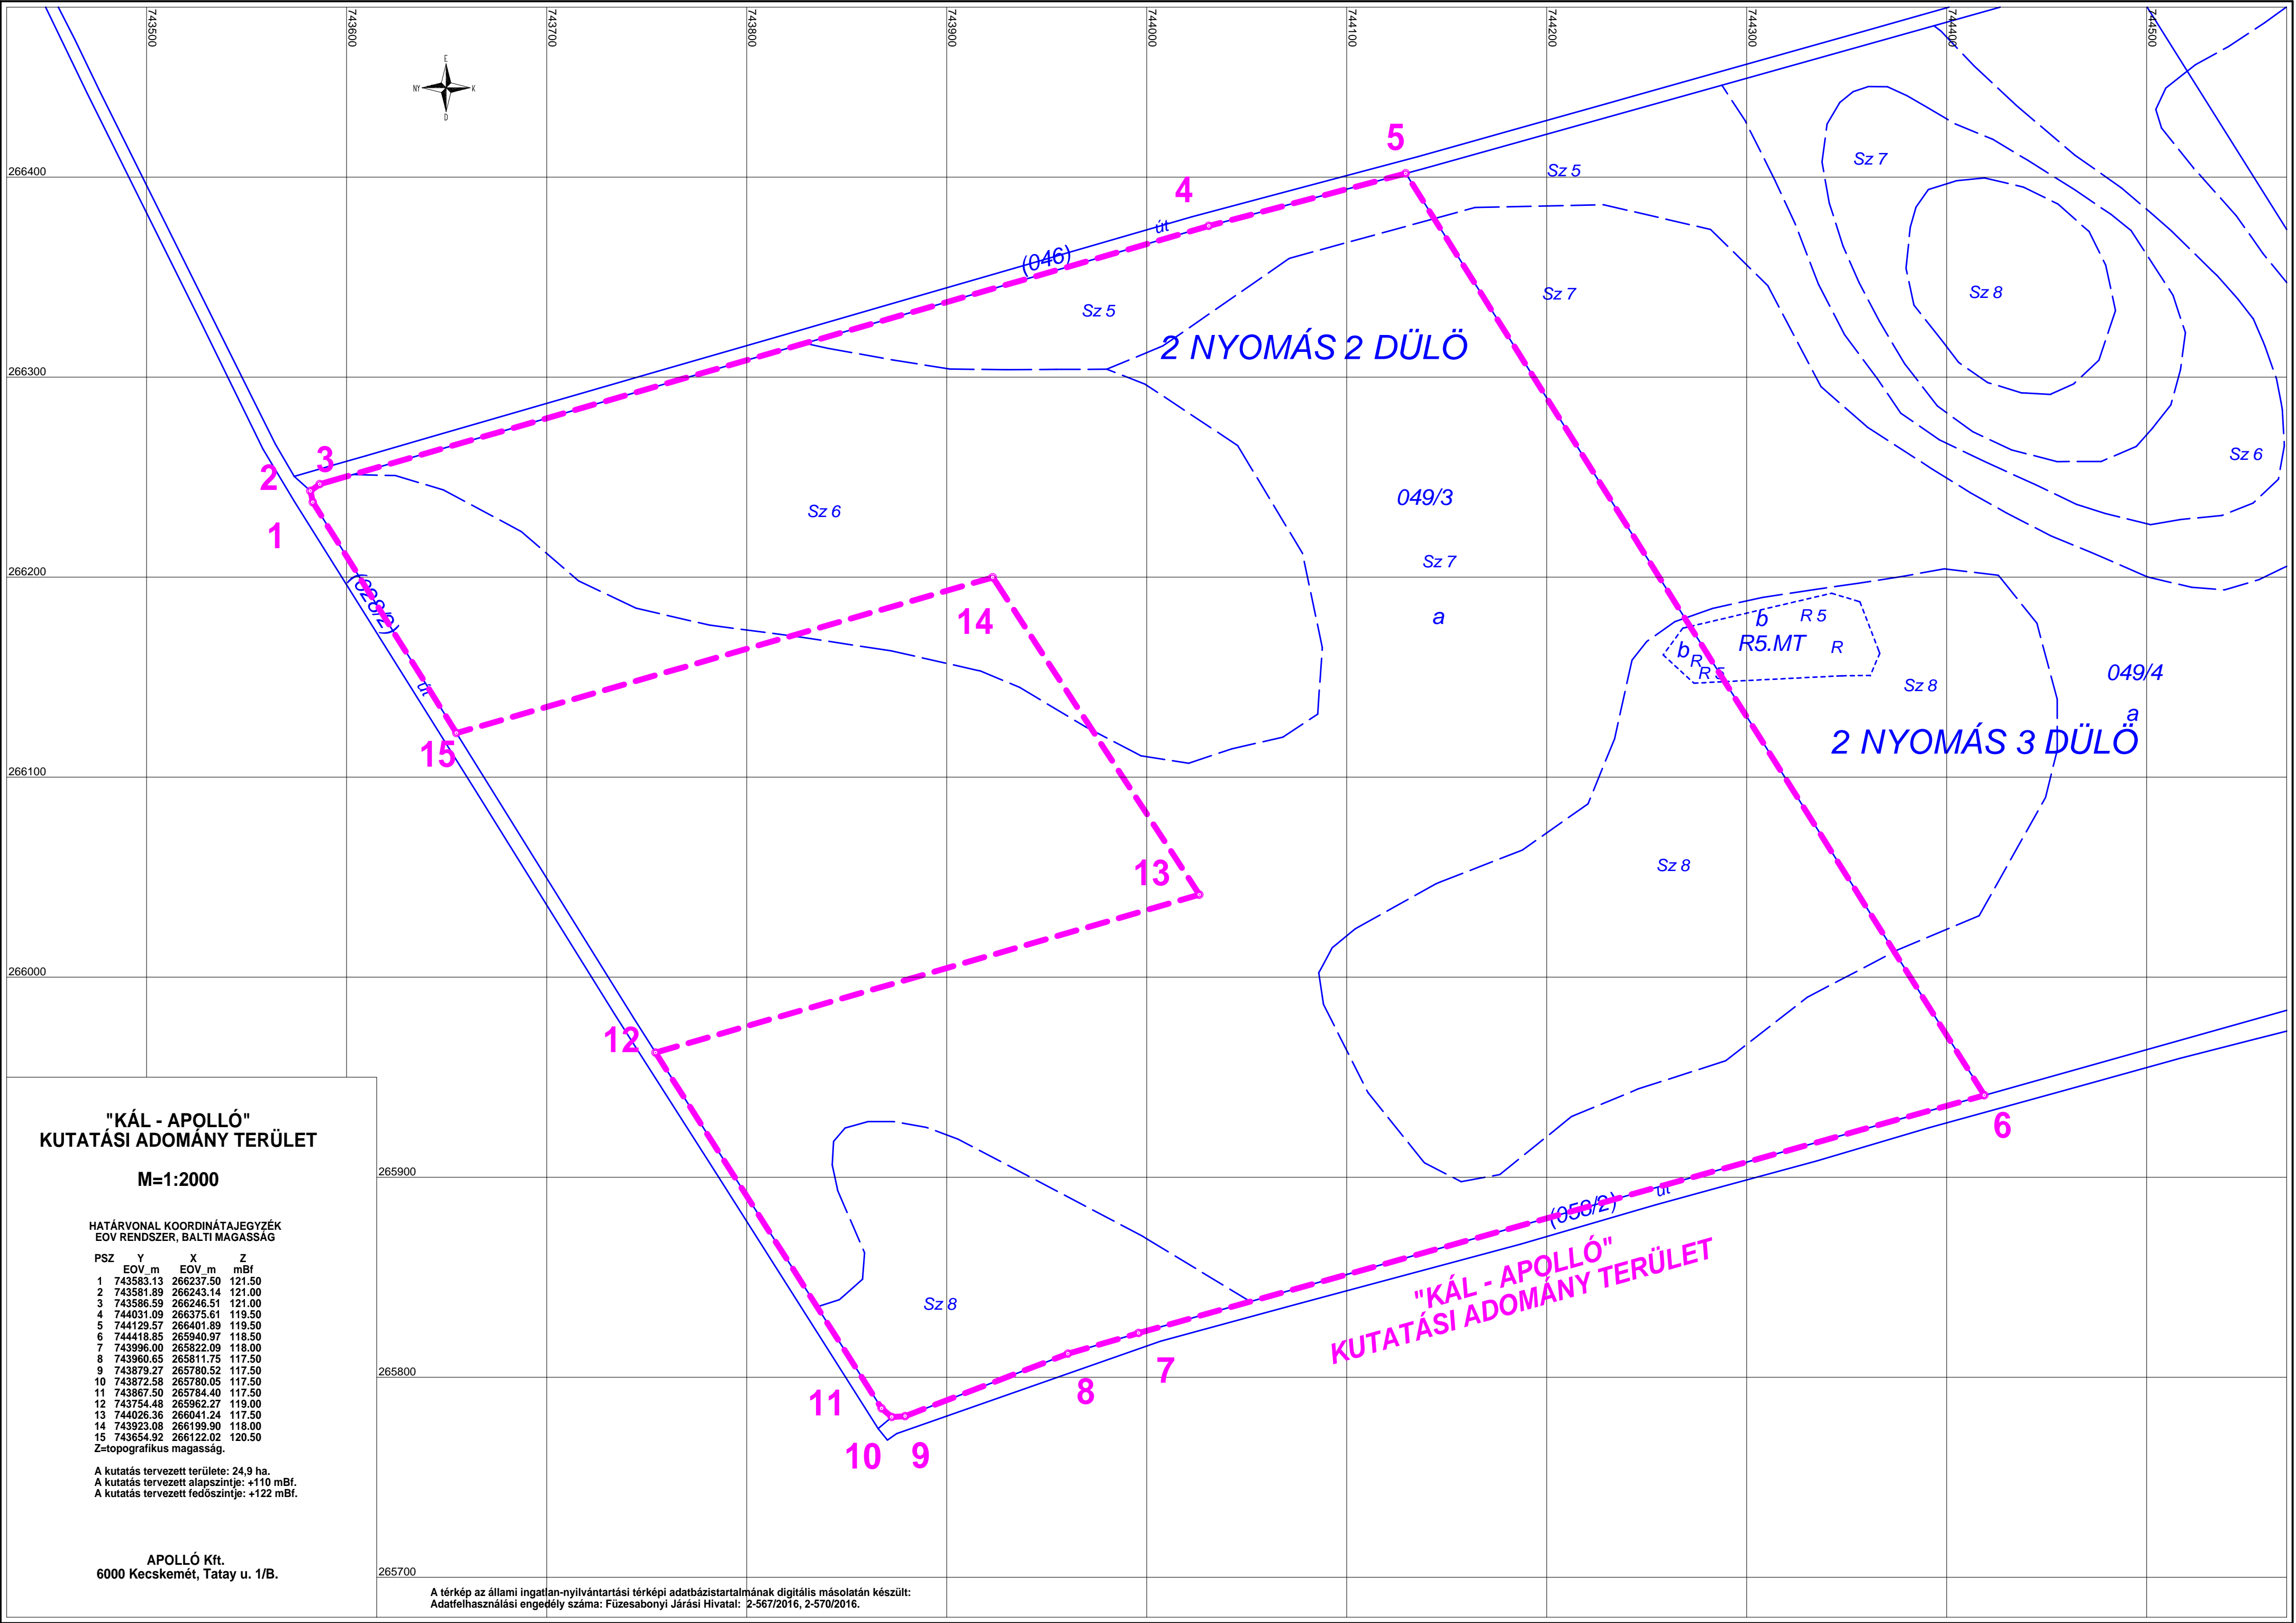 743500 743600 743700 743800 743900 744000 744100 744200 744300 744400 744500
É
NY K
D
5
Sz 5
Sz 7
266400
4
út
(046)
Sz 7
Sz 8
Sz 5
2 NYOMÁS 2 DÜLÖ
266300
3
2
Sz 6
049/3
1
Sz 6
Sz 7
266200
(028/2)
14
a
b
R 5
R5.MT
R
b
R
R 5
049/4
Sz 8
a
út
15
2 NYOMÁS 3 DÜLÖ
266100
13
Sz 8
266000
12
6
"KÁL - APOLLÓ"
KUTATÁSI ADOMÁNY TERÜLET
M=1:2000
265900
út
(058/2)
"KÁL - APOLLÓ"
KUTATÁSI ADOMÁNY TERÜLET
Sz 8
7
265800
8
11
10
9
HATÁRVONAL KOORDINÁTAJEGYZÉK
EOV RENDSZER, BALTI MAGASSÁG
PSZ Y X Z
EOV_m EOV_m mBf
1 743583.13 266237.50 121.50
2 743581.89 266243.14 121.00
3 743586.59 266246.51 121.00
4 744031.09 266375.61 119.50
5 744129.57 266401.89 119.50
6 744418.85 265940.97 118.50
7 743996.00 265822.09 118.00
8 743960.65 265811.75 117.50
9 743879.27 265780.52 117.50
10 743872.58 265780.05 117.50
11 743867.50 265784.40 117.50
12 743754.48 265962.27 119.00
13 744026.36 266041.24 117.50
14 743923.08 266199.90 118.00
15 743654.92 266122.02 120.50
Z=topografikus magasság.
A kutatás tervezett területe: 24,9 ha.
A kutatás tervezett alapszintje: +110 mBf.
A kutatás tervezett fedőszintje: +122 mBf.
APOLLÓ Kft.
6000 Kecskemét, Tatay u. 1/B.
265700
A térkép az állami ingatlan-nyilvántartási térképi adatbázistartalmának digitális másolatán készült:
Adatfelhasználási engedély száma: Füzesabonyi Járási Hivatal: 2-567/2016, 2-570/2016.